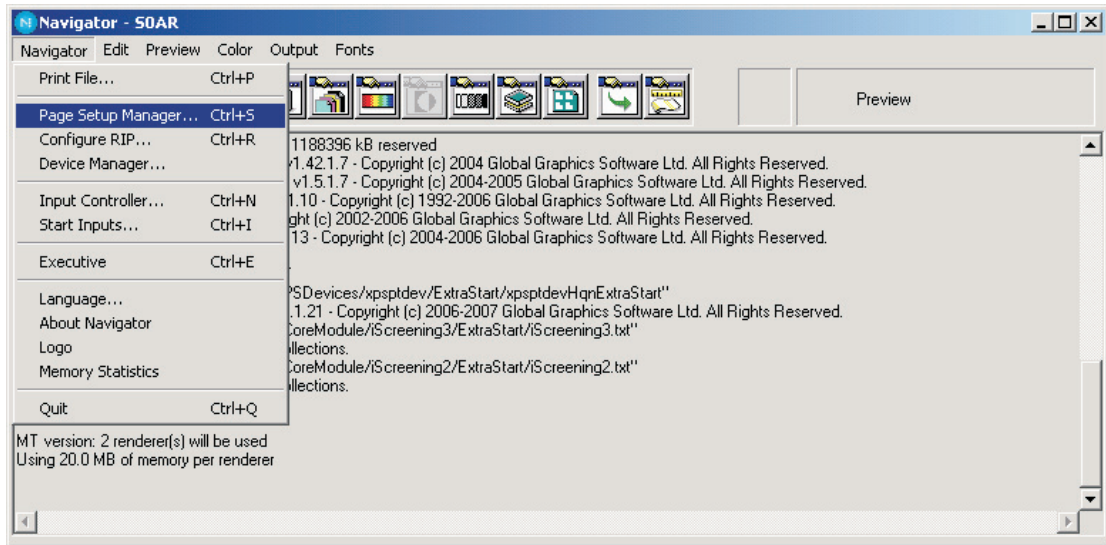 Navigator - SOAR
Navigator Edit Preview Color Output Fonts
Print File... Ctrl+P
Page Setup Manager... Ctrl+S
Configure RIP... Ctrl+R
Device Manager...
Input Controller... Ctrl+N
Start Inputs... Ctrl+I
Executive Ctrl+E
Language...
About Navigator
Logo
Memory Statistics
Quit Ctrl+Q
Preview
1188396 kB reserved
v1.42.1.7 - Copyright (c) 2004 Global Graphics Software Ltd. All Rights Reserved.
v1.5.1.7 - Copyright (c) 2004-2005 Global Graphics Software Ltd. All Rights Reserved.
1.10 - Copyright (c) 1992-2006 Global Graphics Software Ltd. All Rights Reserved.
ght (c) 2002-2006 Global Graphics Software Ltd. All Rights Reserved.
13 - Copyright (c) 2004-2006 Global Graphics Software Ltd. All Rights Reserved.
PSDevices/xpsptdev/ExtraStart/xpsptdevHqnExtraStart"
.1.21 - Copyright (c) 2006-2007 Global Graphics Software Ltd. All Rights Reserved.
CoreModule/iScreening3/ExtraStart/iScreening3.txt"
llections.
CoreModule/iScreening2/ExtraStart/iScreening2.txt"
llections.
MT version: 2 renderer(s) will be used
Using 20.0 MB of memory per renderer